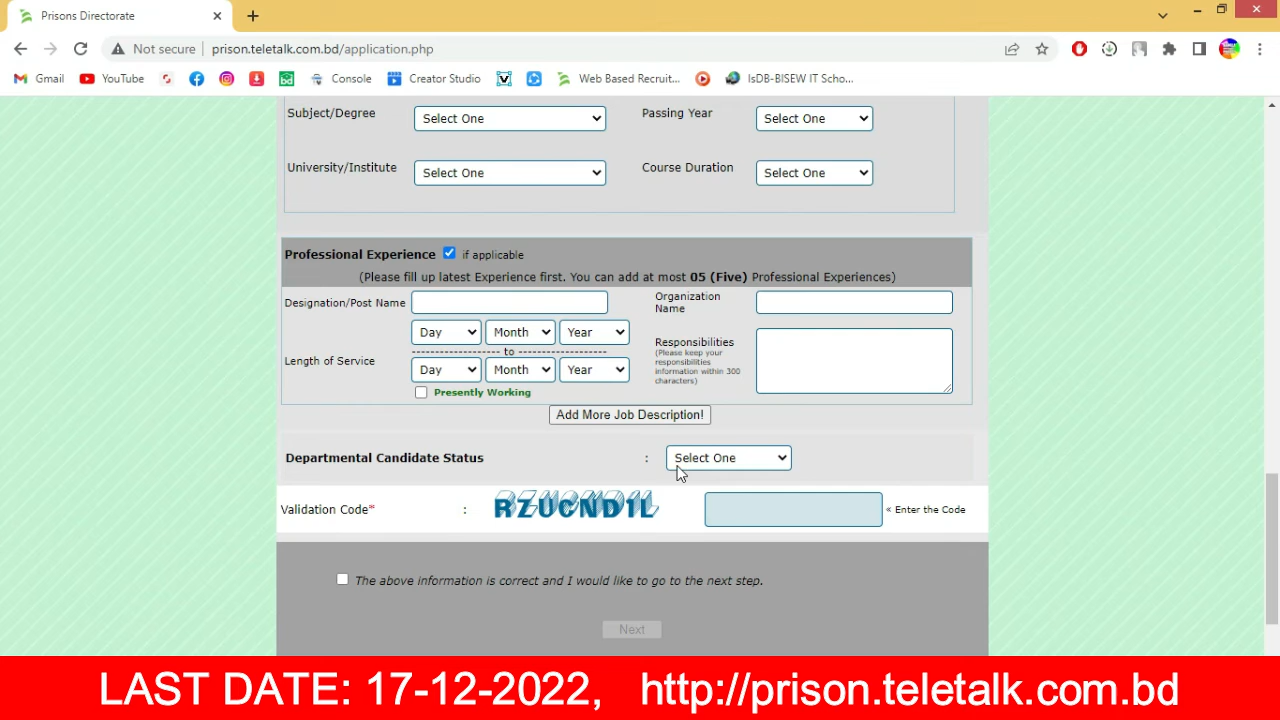 Prisons Directorate
Not secure | prison.teletalk.com.bd/application.php
Gmail YouTube Console Creator Studio Web Based Recruit... IsDB-BISEW IT Scho...
Subject/Degree Select One Passing Year Select One
University/Institute Select One Course Duration Select One
Professional Experience if applicable
(Please fill up latest Experience first. You can add at most 05 (Five) Professional Experiences)
Designation/Post Name
Organization
Name
Day Month Year
Length of Service
---------------------- to ----------------------
Day Month Year
Presently Working
Responsibilities
(Please keep your
responsibilities
information within 300
characters)
Add More Job Description!
Departmental Candidate Status : Select One
Validation Code* : RZUCND1L « Enter the Code
The above information is correct and I would like to go to the next step.
Next
LAST DATE: 17-12-2022, http://prison.teletalk.com.bd